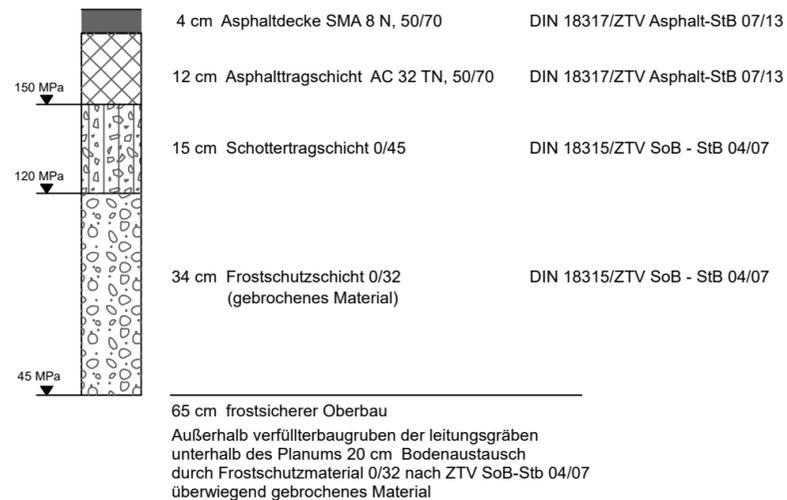 4 cm Asphaltdecke SMA 8 N, 50/70 DIN 18317/ZTV Asphalt-StB 07/13
12 cm Asphalttragschicht AC 32 TN, 50/70 DIN 18317/ZTV Asphalt-StB 07/13
150 MPa
15 cm Schottertragschicht 0/45 DIN 18315/ZTV SoB - StB 04/07
120 MPa
34 cm Frostschutzschicht 0/32 DIN 18315/ZTV SoB - StB 04/07
(gebrochenes Material)
45 MPa
65 cm frostsicherer Oberbau
Außerhalb verfüllterbaugruben der leitungsgräben
unterhalb des Planums 20 cm Bodenaustausch
durch Frostschutzmaterial 0/32 nach ZTV SoB-Stb 04/07
überwiegend gebrochenes Material